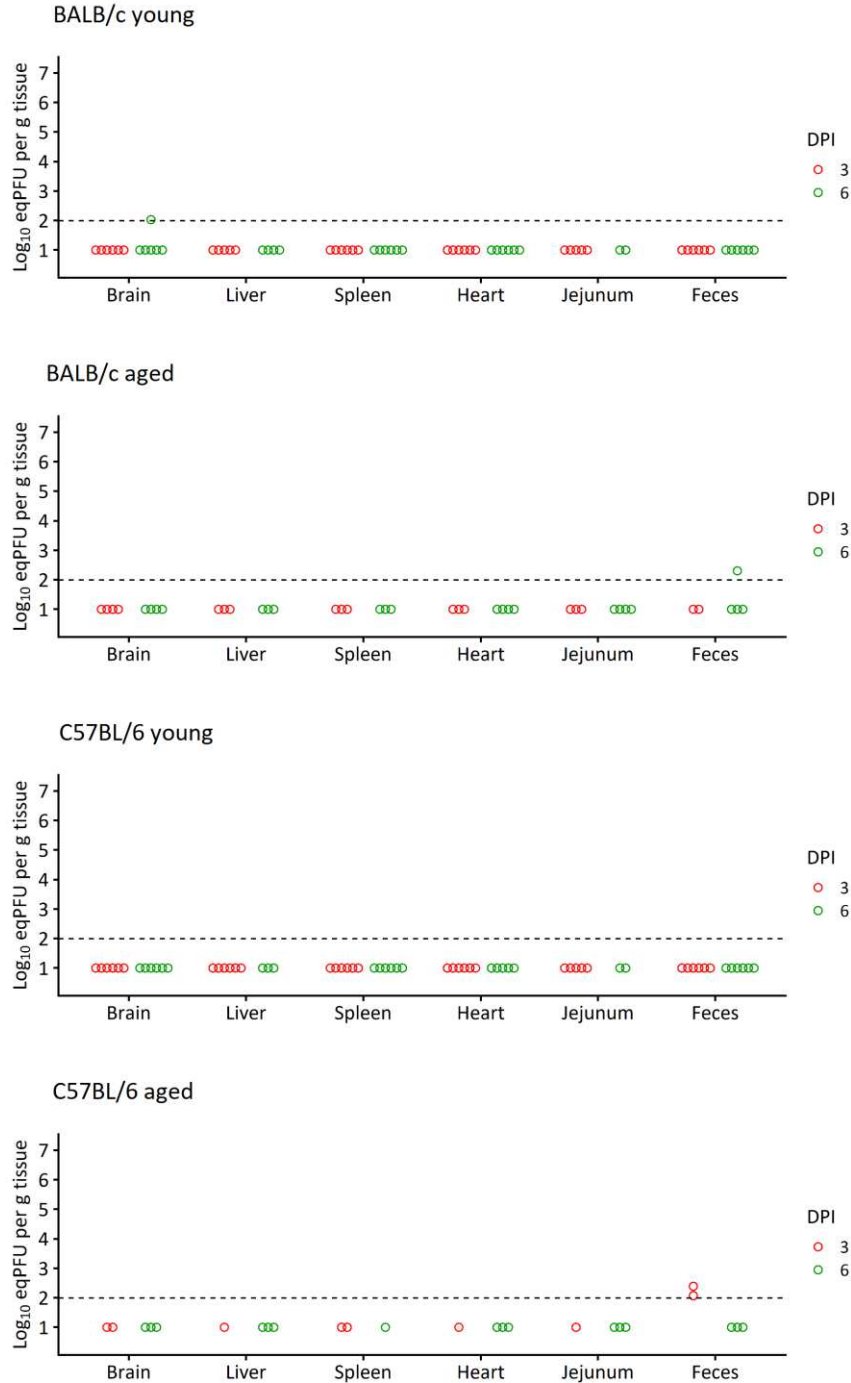 BALB/c young
Log10 eqPFU per g tissue
7
6
5
4
3
2
1
Brain Liver Spleen Heart Jejunum Feces
DPI
3
6
BALB/c aged
Log10 eqPFU per g tissue
7
6
5
4
3
2
1
Brain Liver Spleen Heart Jejunum Feces
DPI
3
6
C57BL/6 young
Log10 eqPFU per g tissue
7
6
5
4
3
2
1
Brain Liver Spleen Heart Jejunum Feces
DPI
3
6
C57BL/6 aged
Log10 eqPFU per g tissue
7
6
5
4
3
2
1
Brain Liver Spleen Heart Jejunum Feces
DPI
3
6